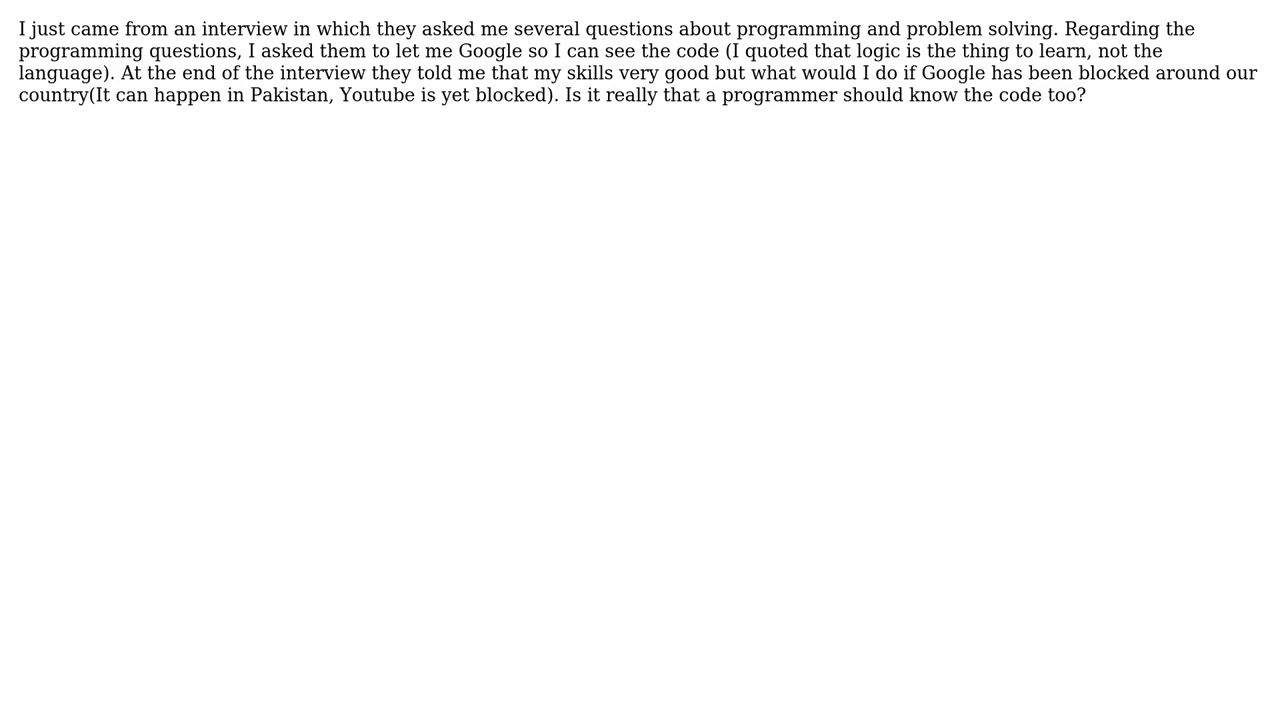 I just came from an interview in which they asked me several questions about programming and problem solving. Regarding the
programming questions, I asked them to let me Google so I can see the code (I quoted that logic is the thing to learn, not the
language). At the end of the interview they told me that my skills very good but what would I do if Google has been blocked around our
country(It can happen in Pakistan, Youtube is yet blocked). Is it really that a programmer should know the code too?